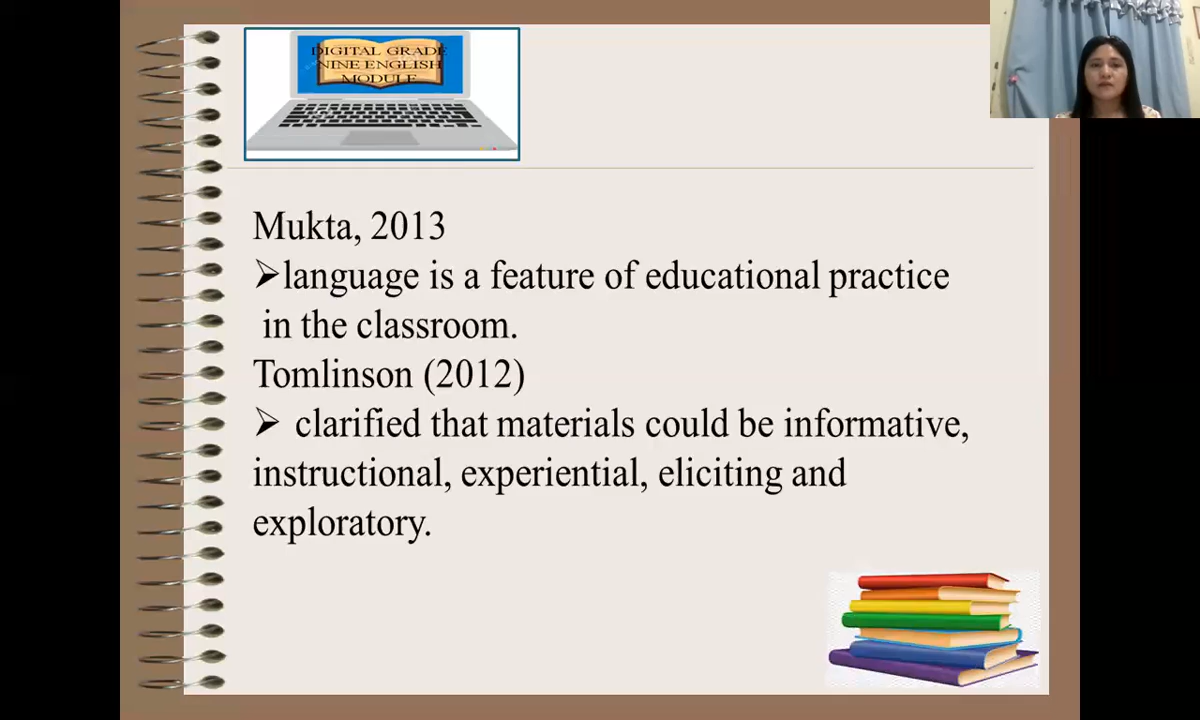 DIGITAL GRADE
NINE ENGLISH
MODULE
Mukta, 2013
➢language is a feature of educational practice
in the classroom.
Tomlinson (2012)
➢ clarified that materials could be informative,
instructional, experiential, eliciting and
exploratory.